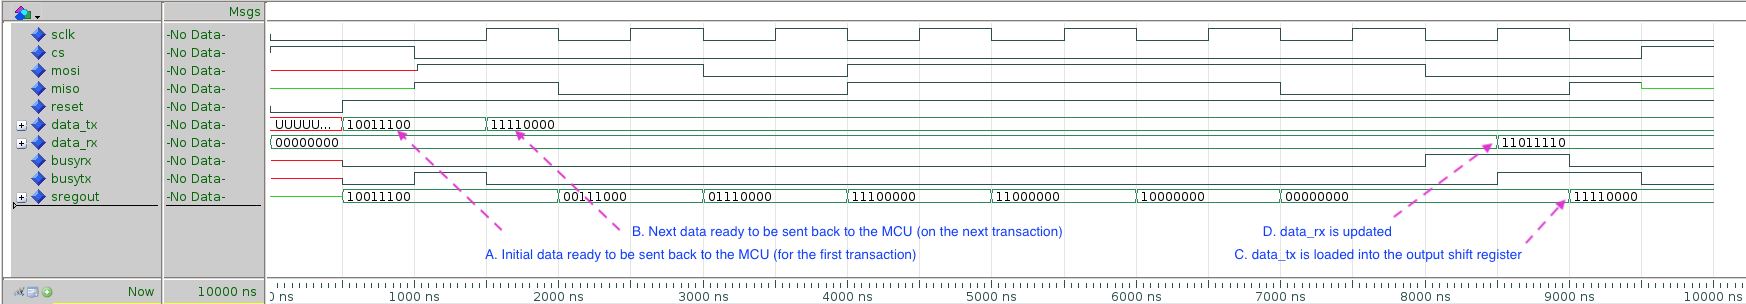 Msgs
sclk -No Data-
cs -No Data-
mosi -No Data-
miso -No Data-
reset -No Data-
data_tx -No Data- UUUUU... 10011100 11110000
data_rx -No Data- 00000000 11011110
busyrx -No Data-
busytx -No Data-
sregout -No Data- 10011100 00111000 01110000 11100000 11000000 10000000 00000000 11110000
B. Next data ready to be sent back to the MCU (on the next transaction) D. data_rx is updated
A. Initial data ready to be sent back to the MCU (for the first transaction) C. data_tx is loaded into the output shift register
Now 10000 ns 0 ns 1000 ns 2000 ns 3000 ns 4000 ns 5000 ns 6000 ns 7000 ns 8000 ns 9000 ns 10000 ns